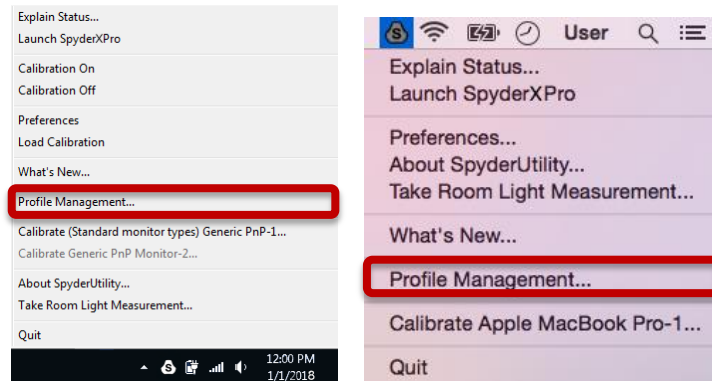 Explain Status...
Launch SpyderXPro
Calibration On
Calibration Off
Preferences
Load Calibration
What's New...
Profile Management...
Calibrate (Standard monitor types) Generic PnP-1...
Calibrate Generic PnP Monitor-2...
About SpyderUtility...
Take Room Light Measurement...
Quit
S
12:00 PM
1/1/2018
S User
Explain Status...
Launch SpyderXPro
Preferences...
About SpyderUtility...
Take Room Light Measurement...
What's New...
Profile Management...
Calibrate Apple MacBook Pro-1...
Quit